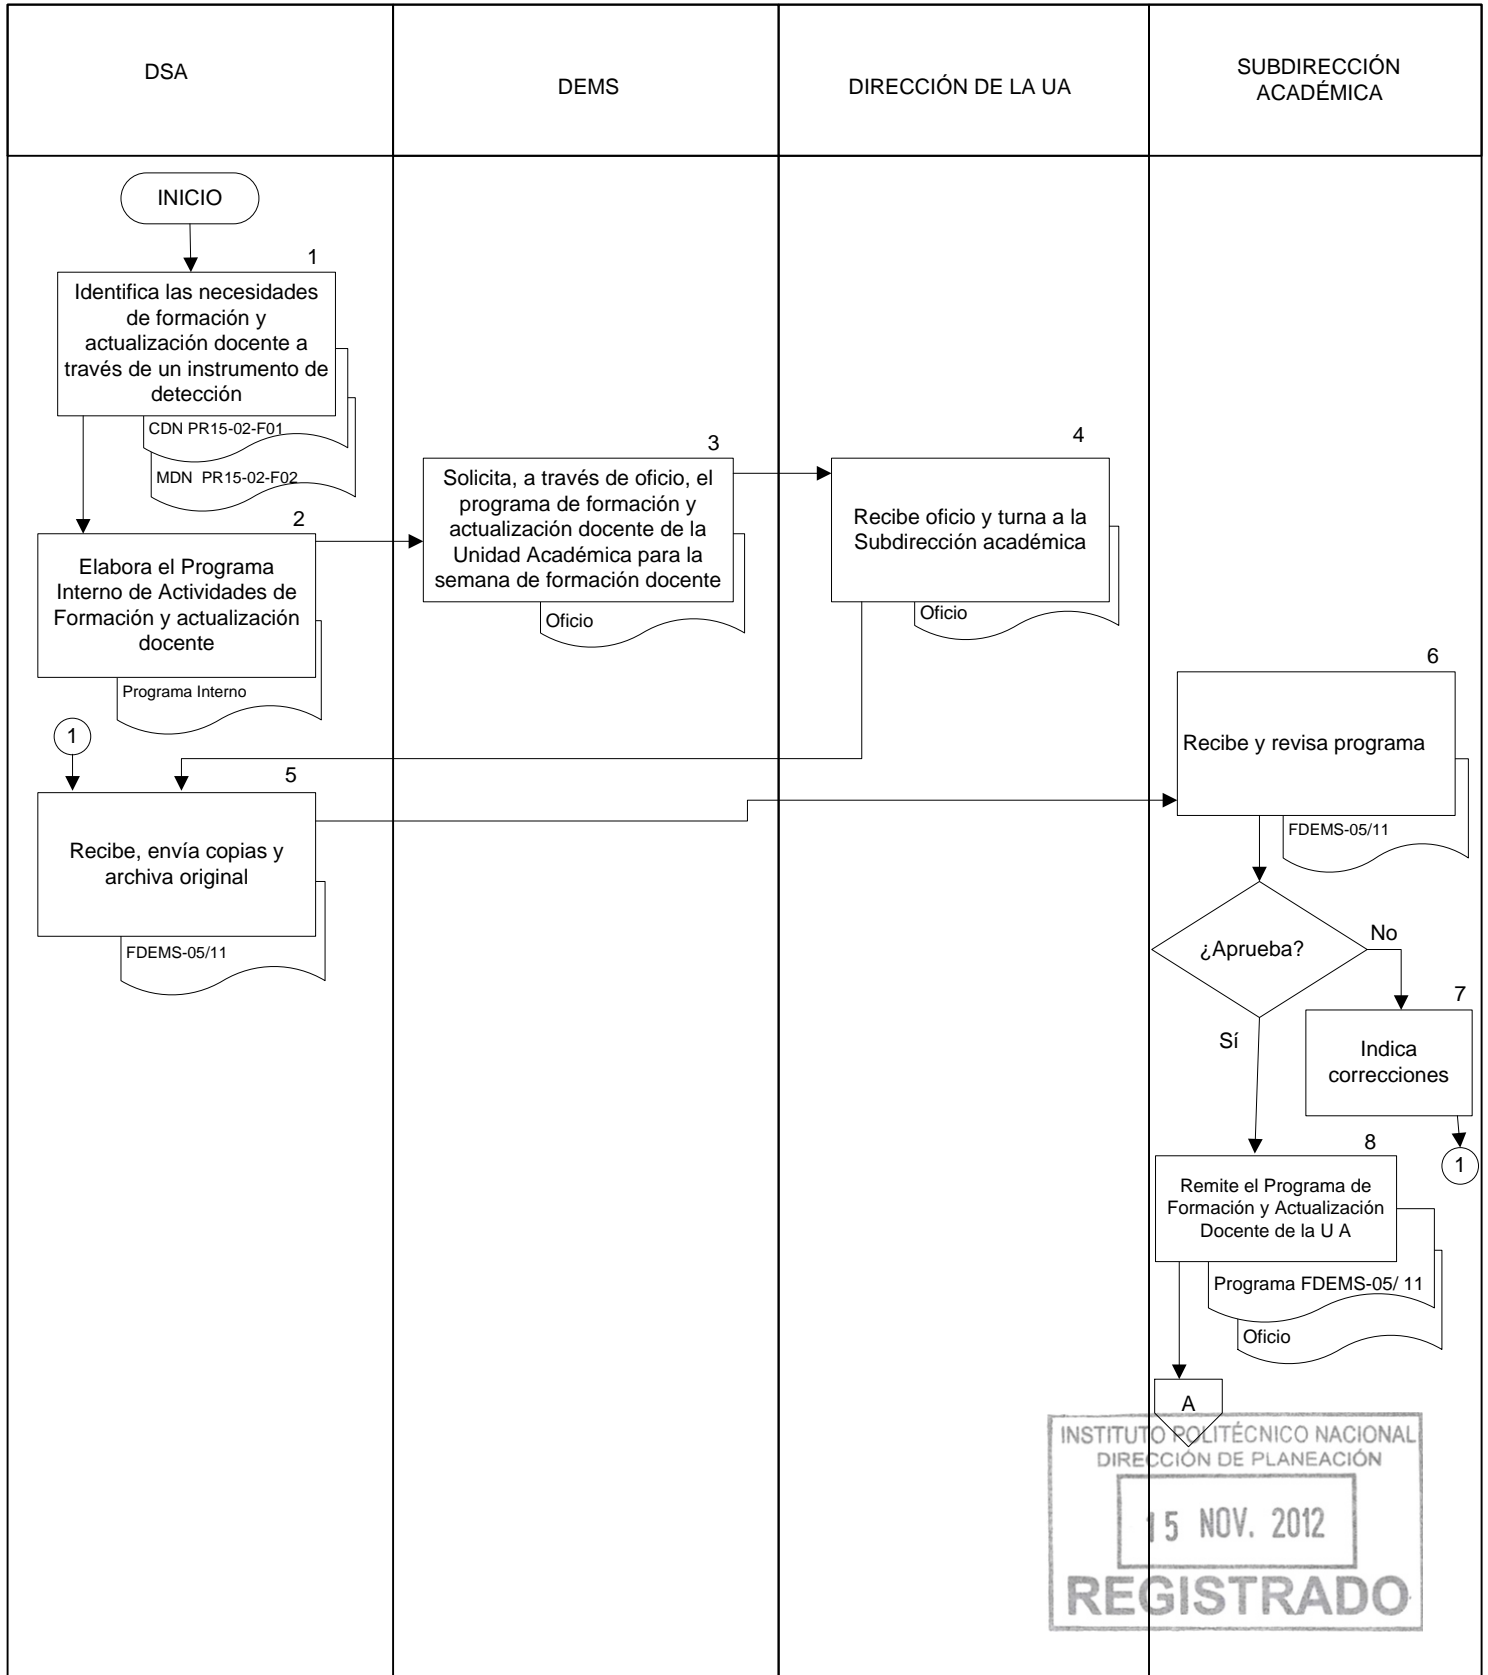 DSA
DEMS
DIRECCIÓN DE LA UA
SUBDIRECCIÓN
ACADÉMICA
INICIO
1
Identifica las necesidades
de formación y
actualización docente a
través de un instrumento de
detección
CDN PR15-02-F01
MDN PR15-02-F02
2
Elabora el Programa
Interno de Actividades de
Formación y actualización
docente
Programa Interno
3
Solicita, a través de oficio, el
programa de formación y
actualización docente de la
Unidad Académica para la
semana de formación docente
Oficio
4
Recibe oficio y turna a la
Subdirección académica
Oficio
1
5
Recibe, envía copias y
archiva original
FDEMS-05/11
6
Recibe y revisa programa
FDEMS-05/11
¿Aprueba?
No
Sí
7
Indica
correcciones
1
8
Remite el Programa de
Formación y Actualización
Docente de la U A
Programa FDEMS-05/ 11
Oficio
A
INSTITUTO POLITÉCNICO NACIONAL
DIRECCIÓN DE PLANEACIÓN
15 NOV. 2012
REGISTRADO